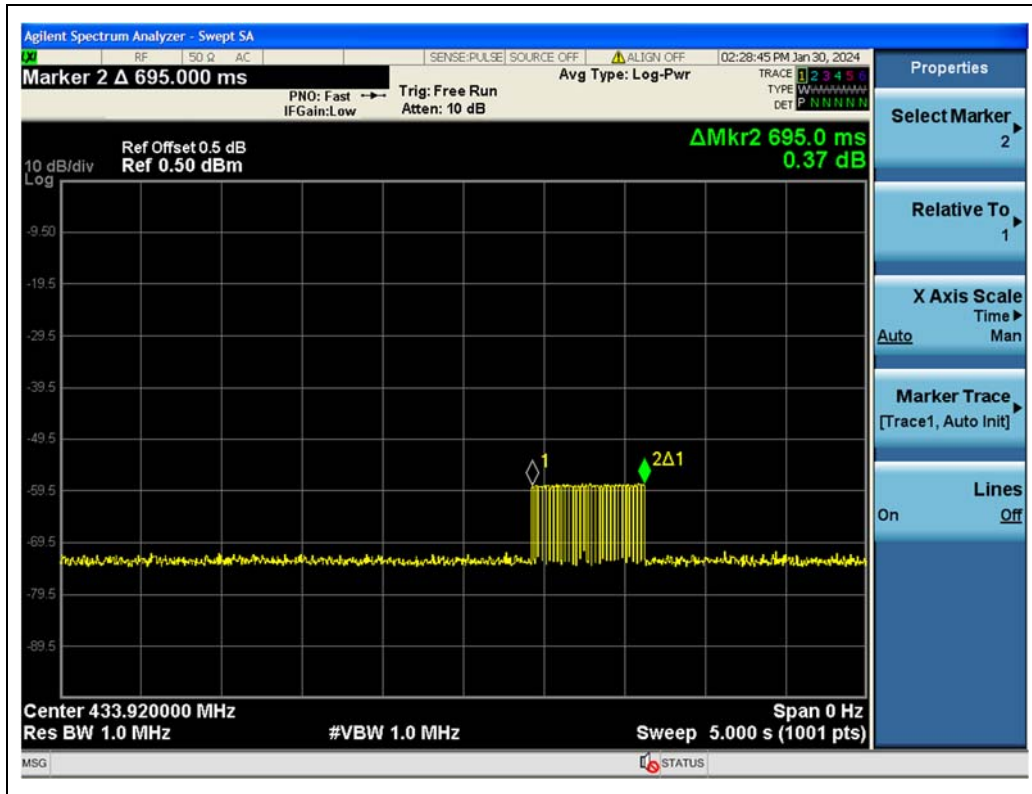 Agilent Spectrum Analyzer - Swept SA
RF 50 Ω AC SENSE:PULSE SOURCE OFF ALIGN OFF 02:28:45 PM Jan 30, 2024
Marker 2 Δ 695.000 ms
PNO: Fast
IFGain:Low
Trig: Free Run
Atten: 10 dB
Avg Type: Log-Pwr
TRACE 1 2 3 4 5 6
TYPE W
DET P N N N N N
ΔMkr2 695.0 ms
0.37 dB
Ref Offset 0.5 dB
10 dB/div Ref 0.50 dBm
Log
-9.50
-19.5
-29.5
-39.5
-49.5
-59.5
-69.5
-79.5
-89.5
1
2Δ1
Center 433.920000 MHz Span 0 Hz
Res BW 1.0 MHz #VBW 1.0 MHz Sweep 5.000 s (1001 pts)
MSG STATUS
Properties
Select Marker
2
Relative To
1
X Axis Scale
Time
Auto Man
Marker Trace
[Trace1, Auto Init]
Lines
On Off